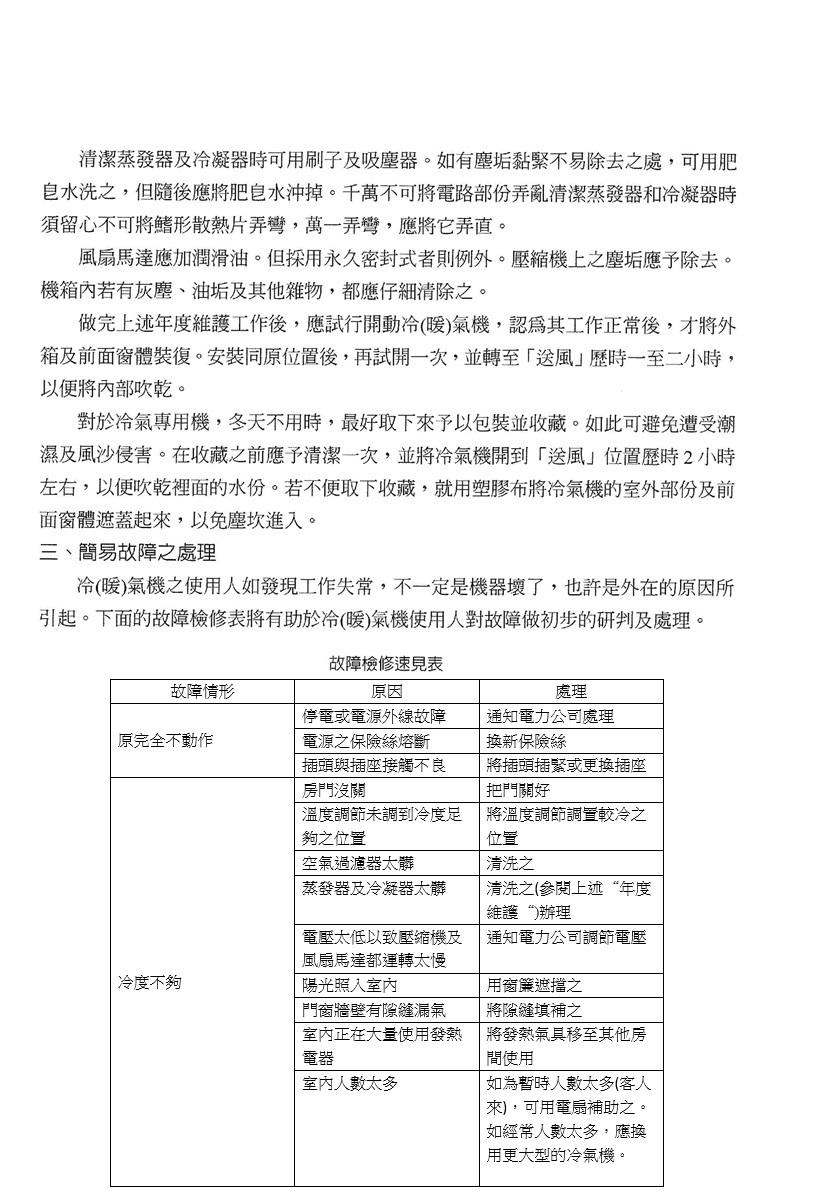 清潔蒸發器及冷凝器時可用刷子及吸塵器。如有塵垢黏緊不易除去之處，可用肥
皀水洗之，但隨後應將肥皀水沖掉。千萬不可將電路部份弄亂清潔蒸發器和冷凝器時
須留心不可將鰭形散熱片弄彎，萬一弄彎，應將它弄直。
風扇馬達應加潤滑油。但採用永久密封式者則例外。壓縮機上之塵垢應予除去。
機箱內若有灰塵、油垢及其他雜物，都應仔細清除之。
做完上述年度維護工作後，應試行開動冷(暖)氣機，認爲其工作正常後，才將外
箱及前面窗體裝復。安裝同原位置後，再試開一次，並轉至「送風」歷時一至二小時，
以便將內部吹乾。
對於冷氣專用機，冬天不用時，最好取下來予以包裝並收藏。如此可避免遭受潮
濕及風沙侵害。在收藏之前應予清潔一次，並將冷氣機開到「送風」位置歷時 2 小時
左右，以便吹乾裡面的水份。若不便取下收藏，就用塑膠布將冷氣機的室外部份及前
面窗體遮蓋起來，以免塵坎進入。
三、簡易故障之處理
冷(暖)氣機之使用人如發現工作失常，不一定是機器壞了，也許是外在的原因所
引起。下面的故障檢修表將有助於冷(暖)氣機使用人對故障做初步的研判及處理。
故障檢修速見表
故障情形 原因 處理
原完全不動作
停電或電源外線故障 通知電力公司處理
電源之保險絲熔斷 換新保險絲
插頭與插座接觸不良 將插頭插緊或更換插座
冷度不夠
房門沒關 把門關好
溫度調節未調到冷度足 將溫度調節調置較冷之
夠之位置 位置
空氣過濾器太髒 清洗之
蒸發器及冷凝器太髒 清洗之(參閱上述“年度
維護“)辦理
電壓太低以致壓縮機及 通知電力公司調節電壓
風扇馬達都運轉太慢
陽光照入室內 用窗簾遮擋之
門窗牆壁有隙縫漏氣 將隙縫填補之
室內正在大量使用發熱 將發熱氣具移至其他房
電器 間使用
室內人數太多 如為暫時人數太多(客人
來)，可用電扇補助之。
如經常人數太多，應換
用更大型的冷氣機。